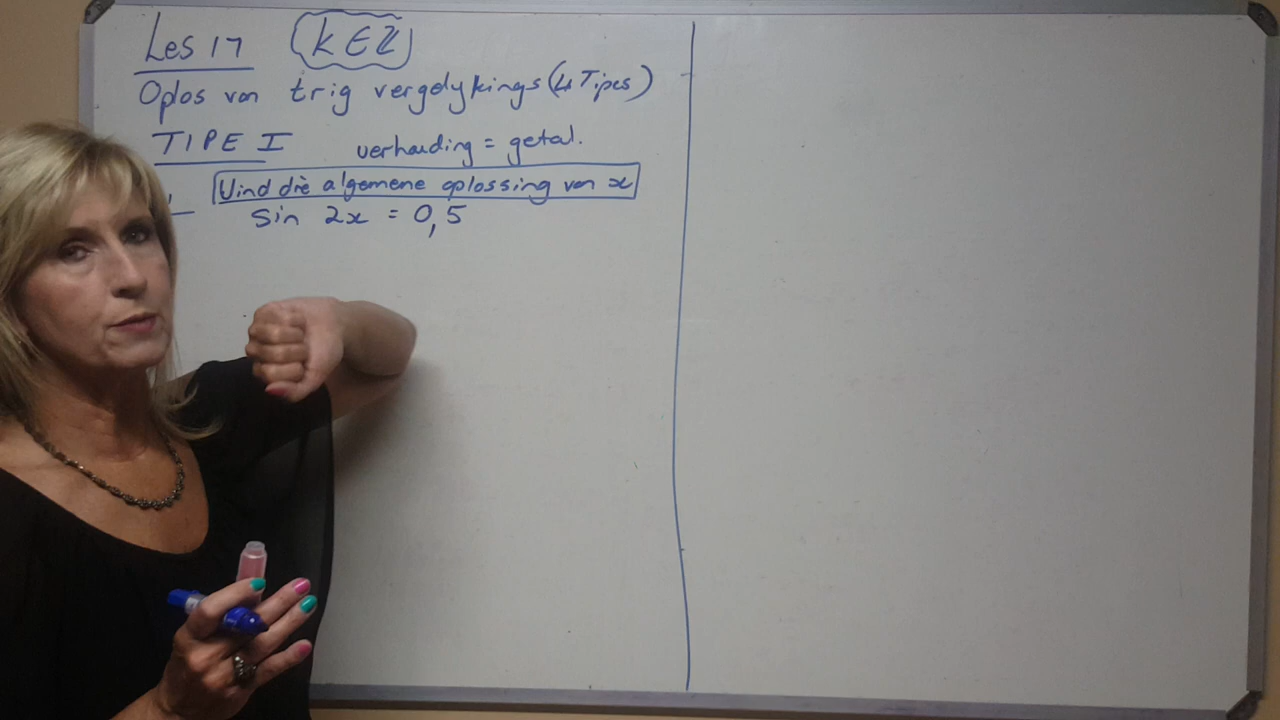 Les 17 (k ∈ ℤ)
Oplos van trig vergelykings (4 Tipes)
TIPE I verhouding = getal.
Vind die algemene oplossing van x
sin 2x = 0,5